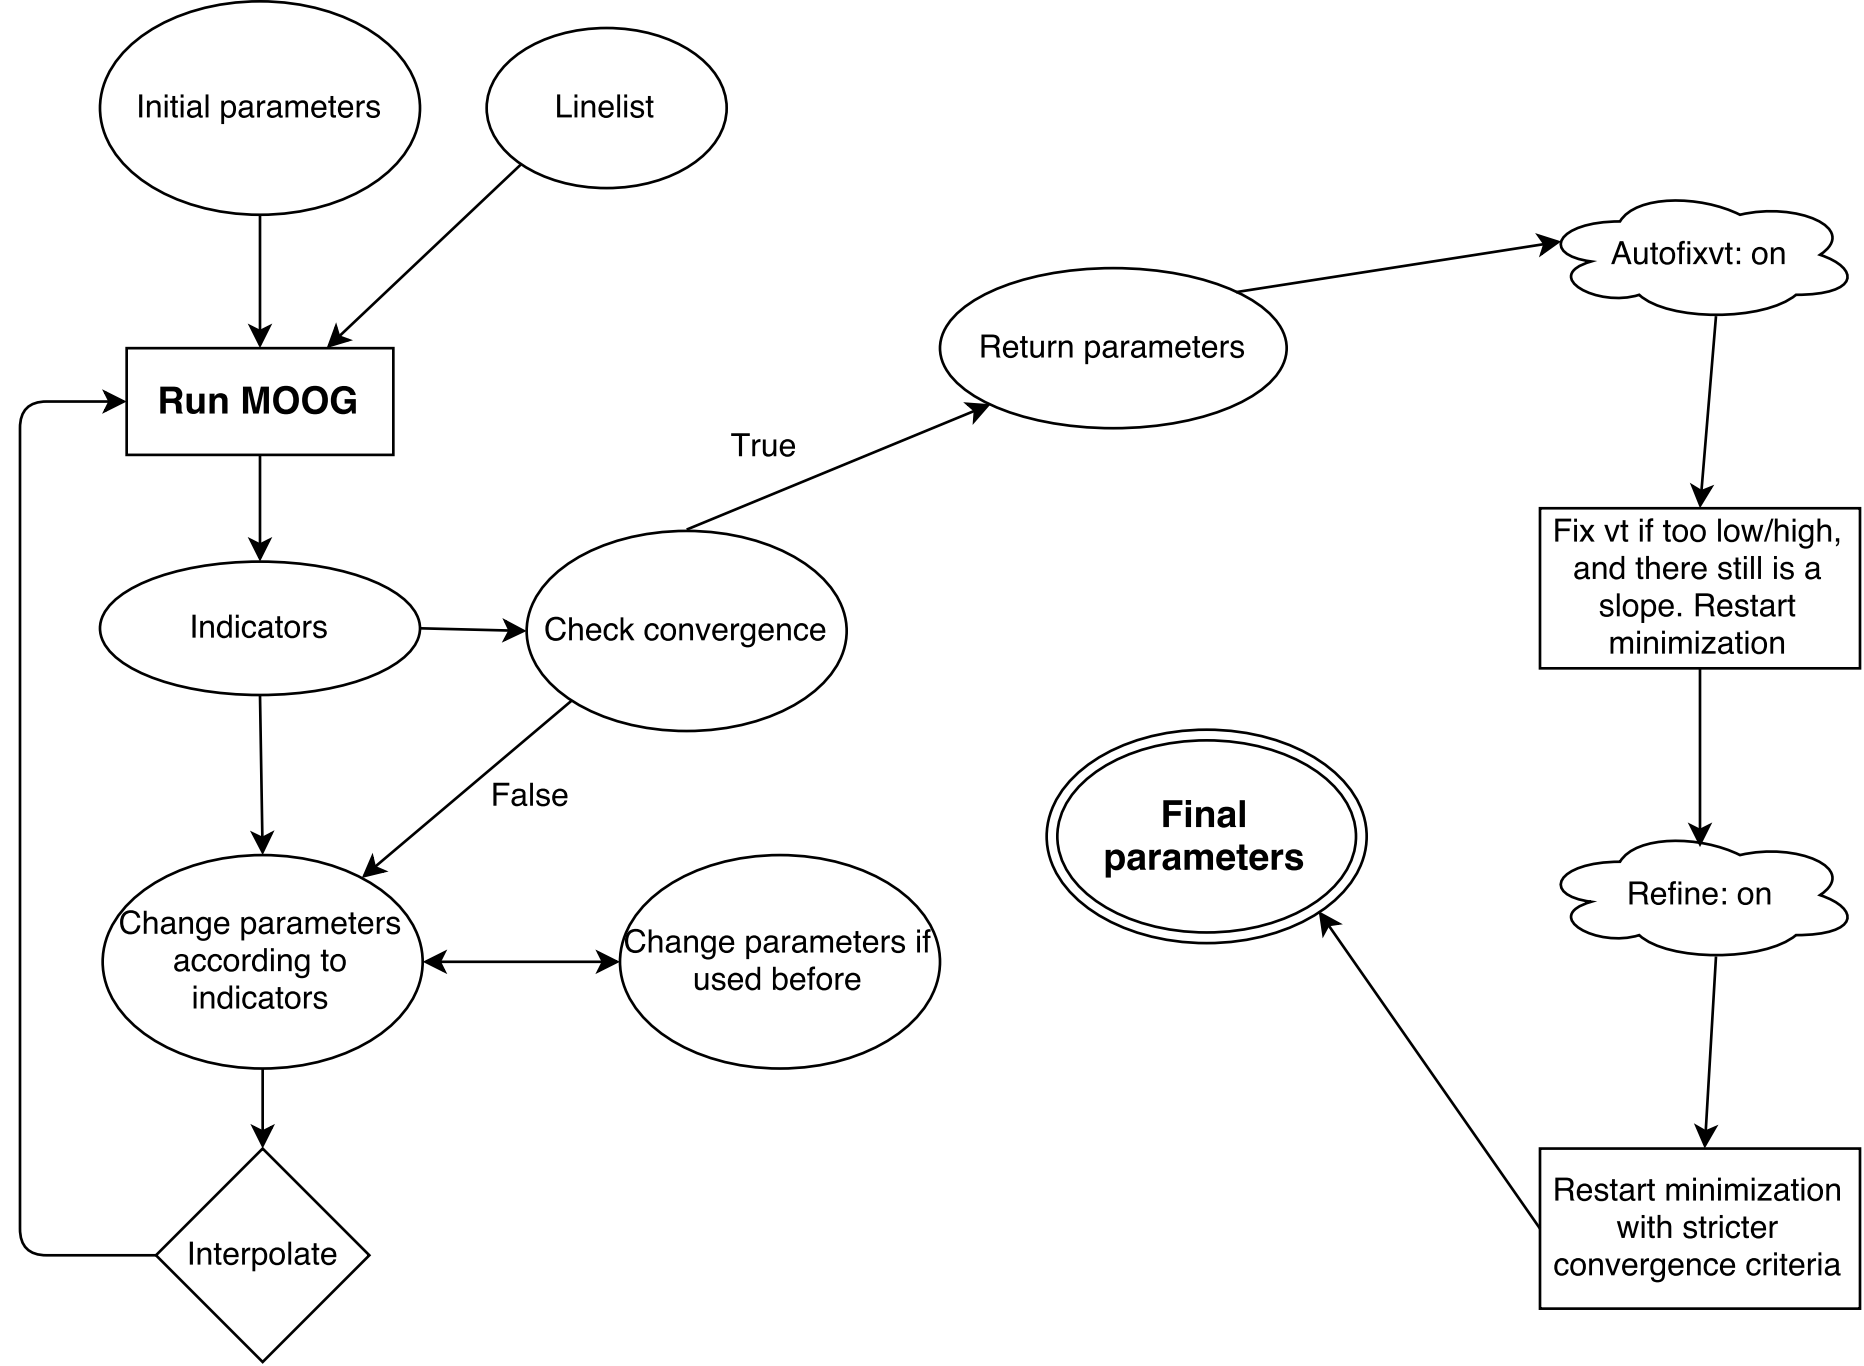 Initial parameters
Linelist
Run MOOG
Indicators
Check convergence
True
False
Change parameters
according to
indicators
Change parameters if
used before
Interpolate
Return parameters
Autofixvt: on
Fix vt if too low/high,
and there still is a
slope. Restart
minimization
Refine: on
Restart minimization
with stricter
convergence criteria
Final
parameters